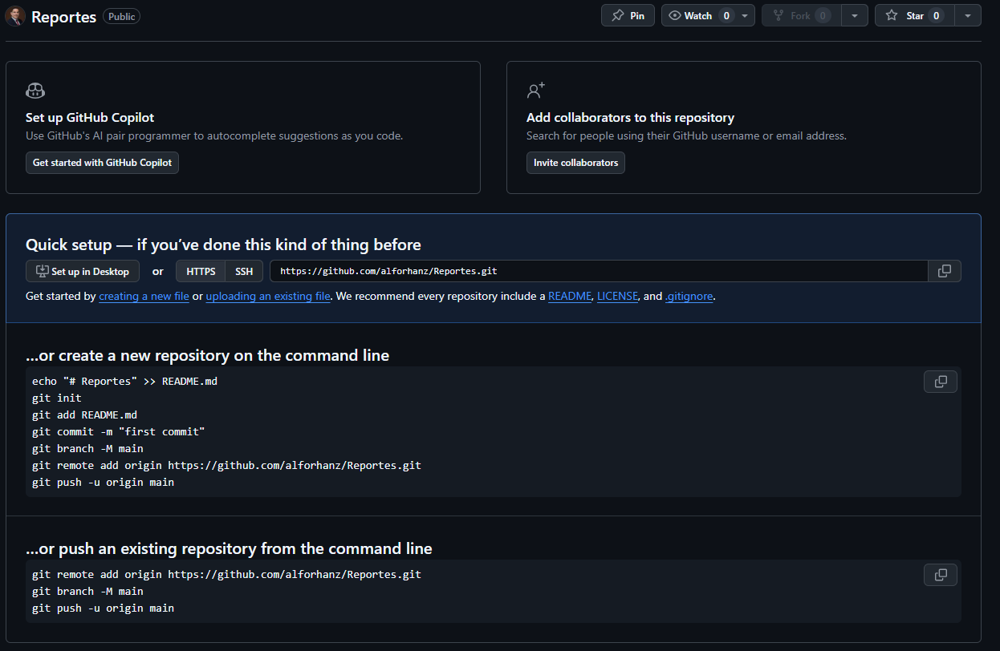 Reportes Public Pin Watch 0 Fork 0 Star 0
Set up GitHub Copilot
Use GitHub's AI pair programmer to autocomplete suggestions as you code.
Get started with GitHub Copilot
Add collaborators to this repository
Search for people using their GitHub username or email address.
Invite collaborators
Quick setup — if you've done this kind of thing before
Set up in Desktop or HTTPS SSH https://github.com/alforhanz/Reportes.git
Get started by creating a new file or uploading an existing file. We recommend every repository include a README, LICENSE, and .gitignore.
...or create a new repository on the command line
echo "# Reportes" >> README.md
git init
git add README.md
git commit -m "first commit"
git branch -M main
git remote add origin https://github.com/alforhanz/Reportes.git
git push -u origin main
...or push an existing repository from the command line
git remote add origin https://github.com/alforhanz/Reportes.git
git branch -M main
git push -u origin main